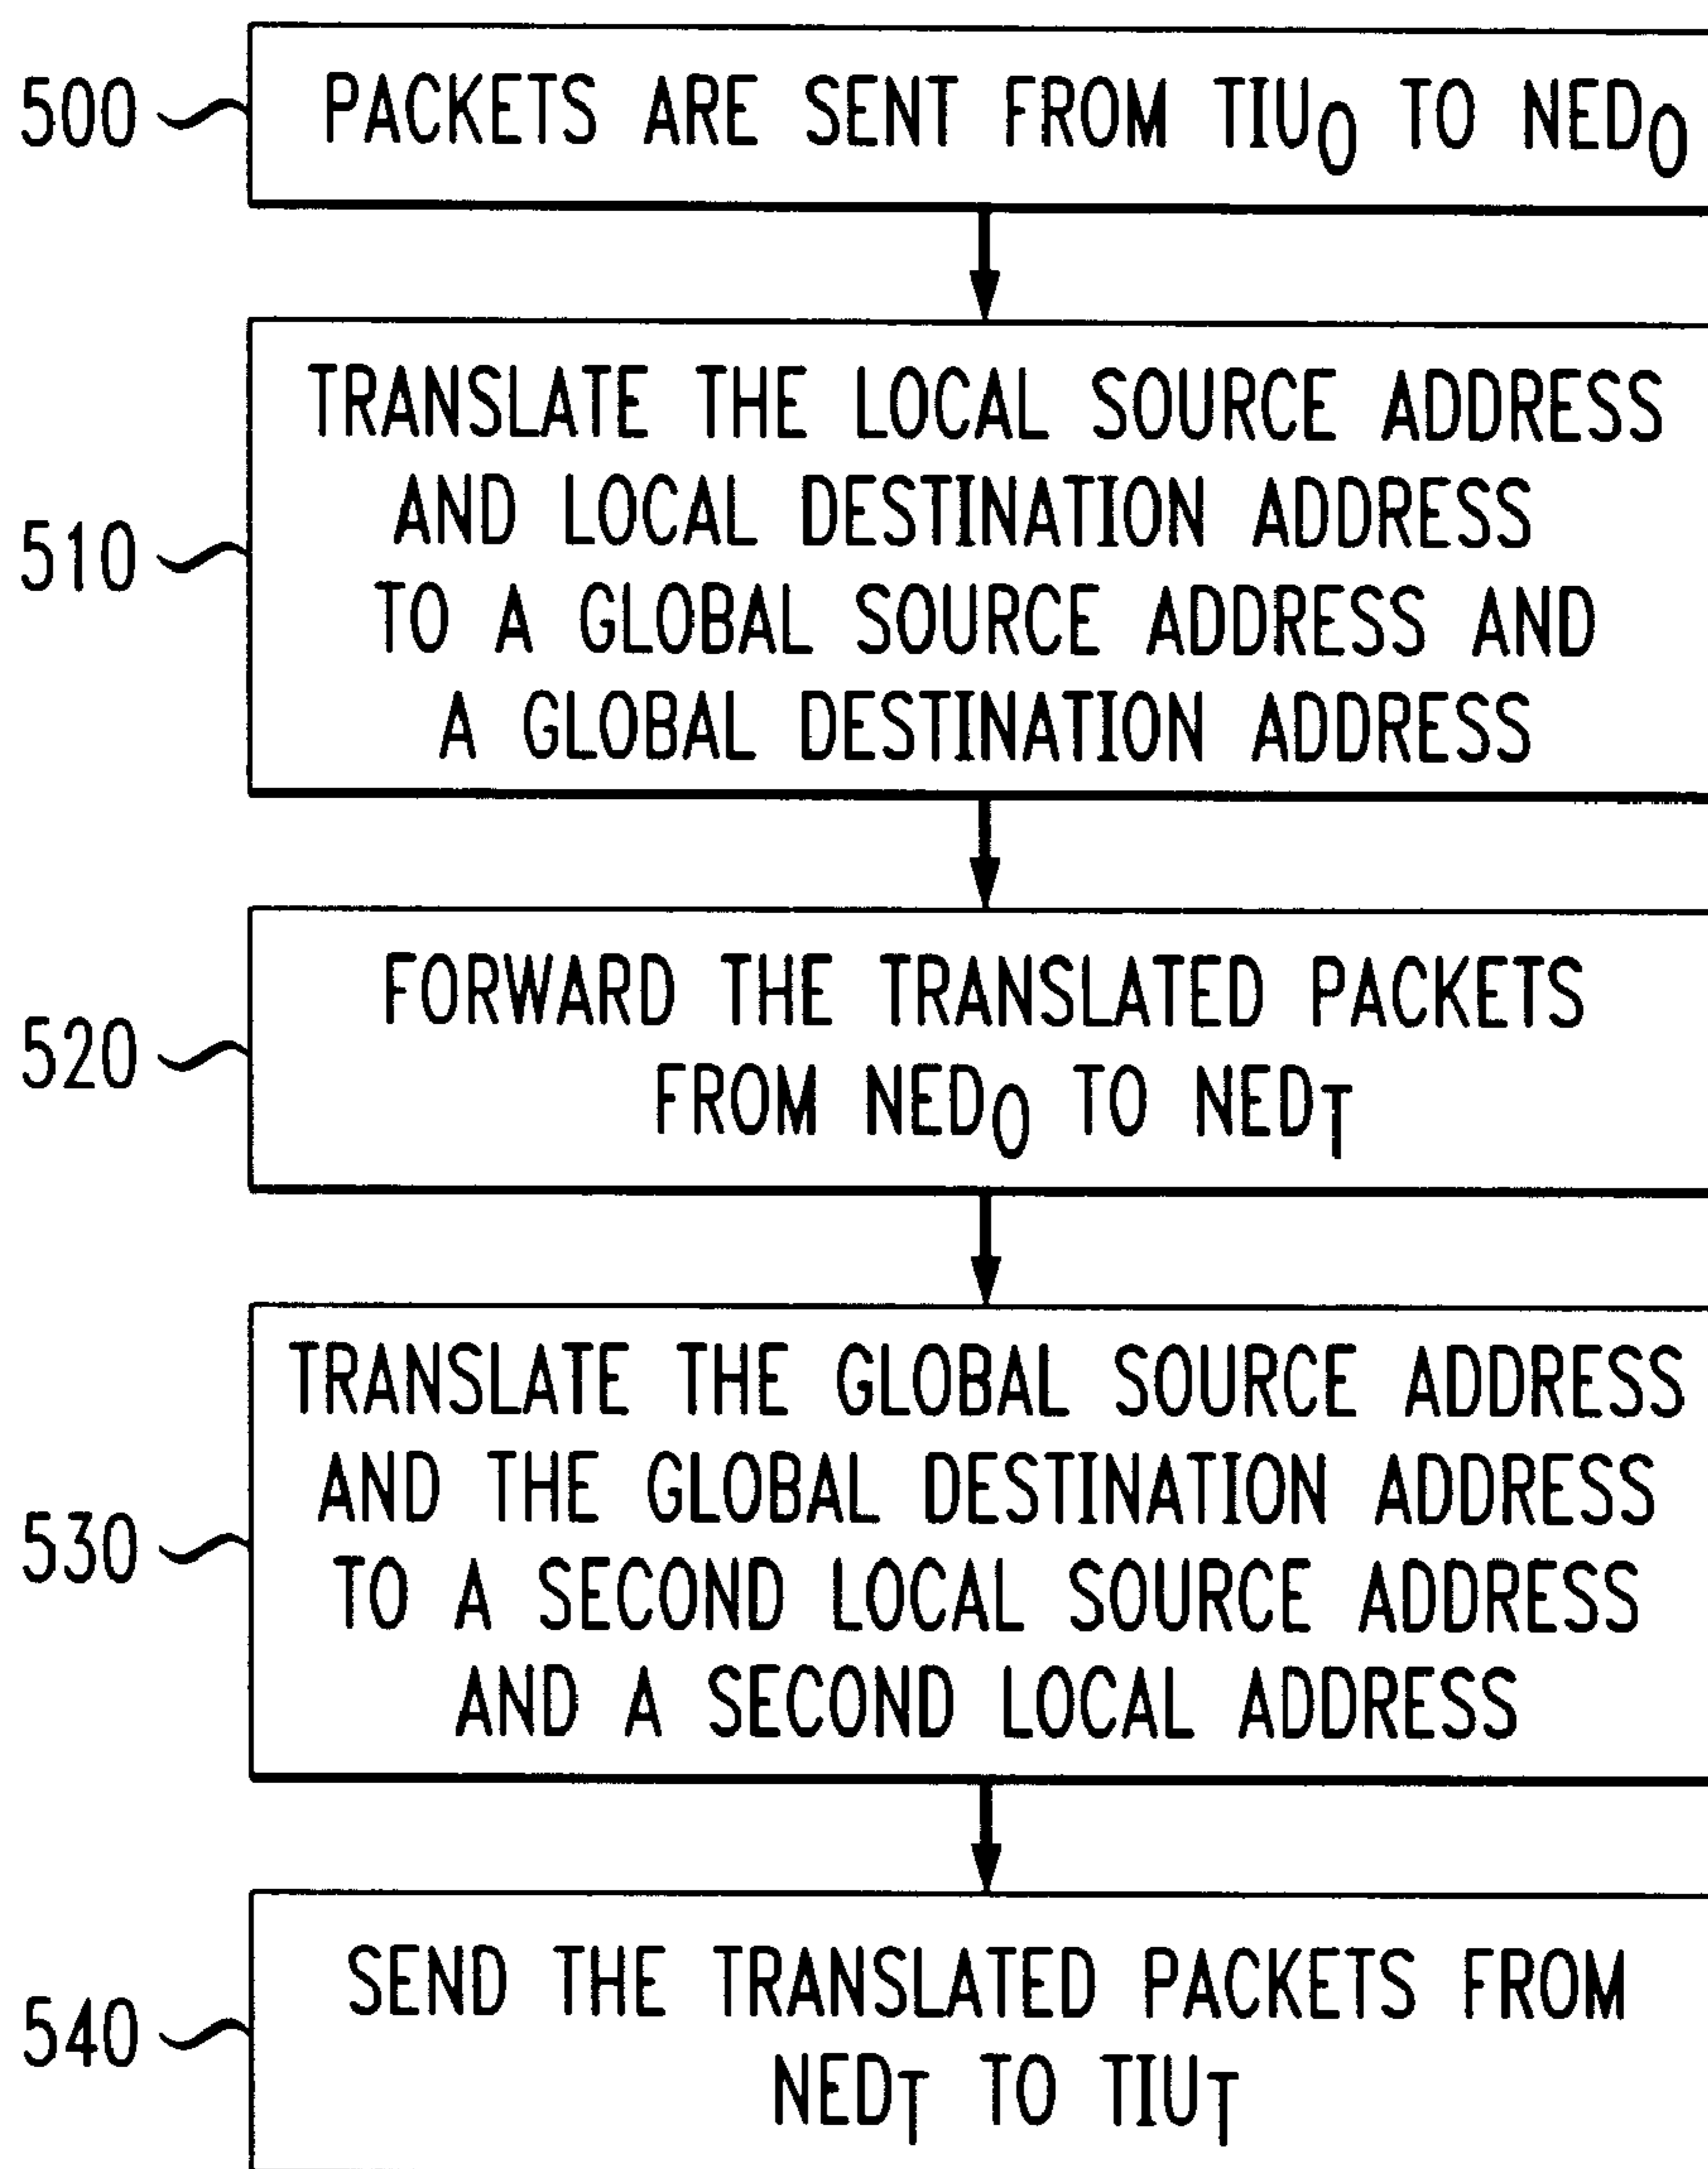 500 PACKETS ARE SENT FROM TIUO TO NEDO
510
TRANSLATE THE LOCAL SOURCE ADDRESS
AND LOCAL DESTINATION ADDRESS
TO A GLOBAL SOURCE ADDRESS AND
A GLOBAL DESTINATION ADDRESS
520
FORWARD THE TRANSLATED PACKETS
FROM NEDO TO NEDT
530
TRANSLATE THE GLOBAL SOURCE ADDRESS
AND THE GLOBAL DESTINATION ADDRESS
TO A SECOND LOCAL SOURCE ADDRESS
AND A SECOND LOCAL ADDRESS
540
SEND THE TRANSLATED PACKETS FROM
NEDT TO TIUT